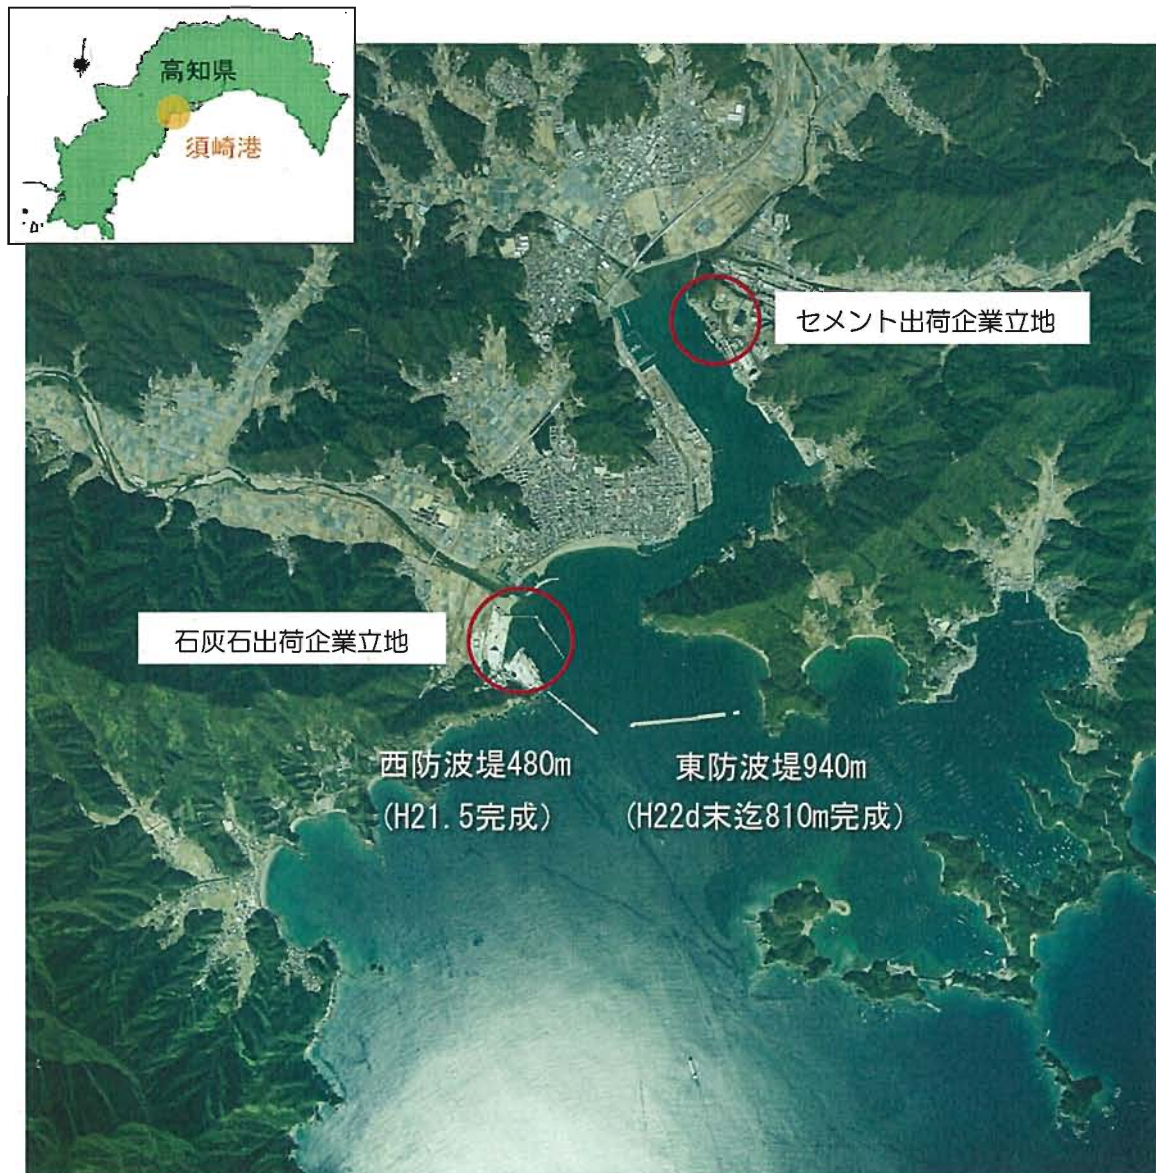 高知県
須崎港
セメント出荷企業立地
石灰石出荷企業立地
西防波堤480m
(H21.5完成)
東防波堤940m
(H22d末迄810m完成)